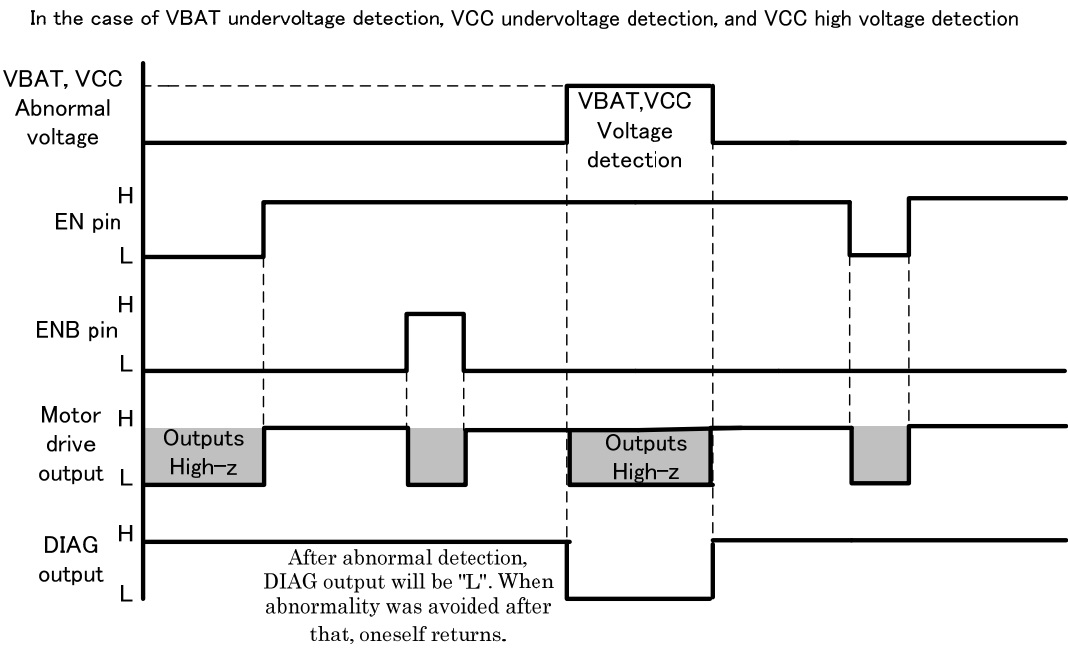 In the case of VBAT undervoltage detection, VCC undervoltage detection, and VCC high voltage detection
VBAT, VCC
Abnormal
voltage
VBAT,VCC
Voltage
detection
H
EN pin
L
H
ENB pin
L
Motor
drive
output
H
L
Outputs
High-z
Outputs
High-z
H
DIAG
output
L
After abnormal detection,
DIAG output will be "L". When
abnormality was avoided after
that, oneself returns.